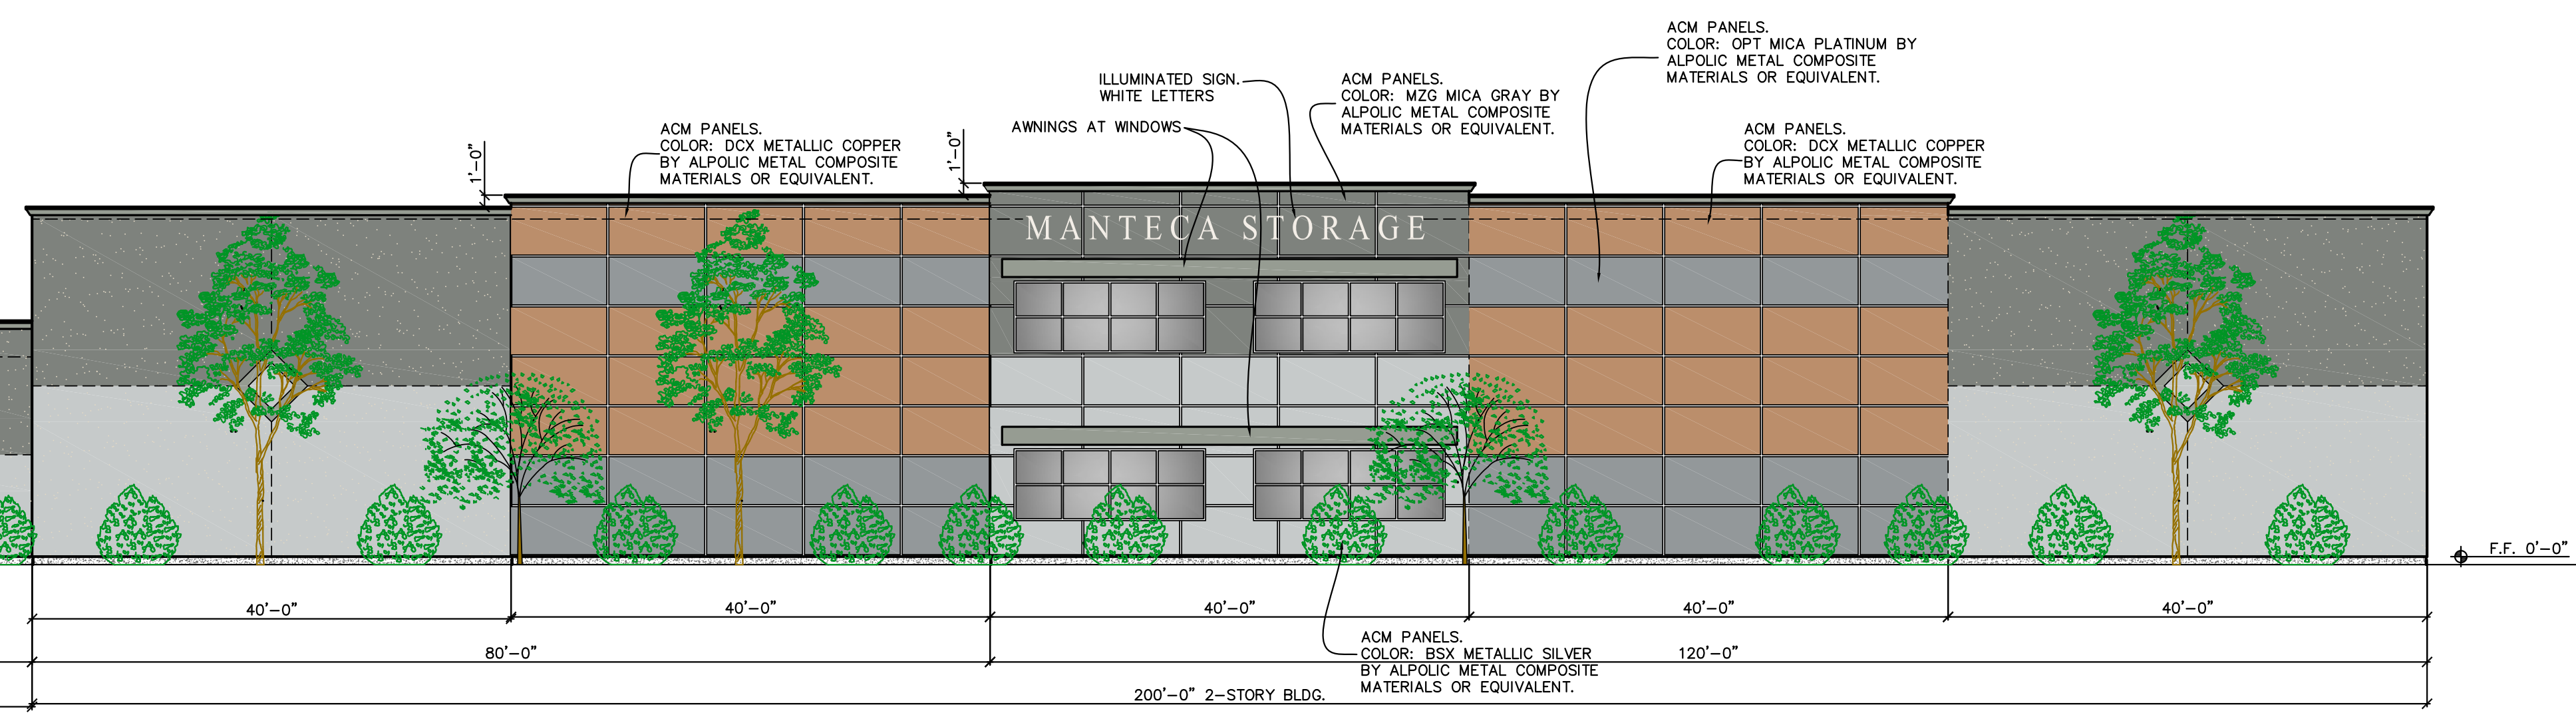 ACM PANELS.
COLOR: OPT MICA PLATINUM BY
ALPOLIC METAL COMPOSITE
MATERIALS OR EQUIVALENT.
ILLUMINATED SIGN.
WHITE LETTERS
ACM PANELS.
COLOR: MZG MICA GRAY BY
ALPOLIC METAL COMPOSITE
MATERIALS OR EQUIVALENT.
AWNINGS AT WINDOWS
ACM PANELS.
COLOR: DCX METALLIC COPPER
BY ALPOLIC METAL COMPOSITE
MATERIALS OR EQUIVALENT.
ACM PANELS.
COLOR: DCX METALLIC COPPER
BY ALPOLIC METAL COMPOSITE
MATERIALS OR EQUIVALENT.
1'-0"
1'-0"
MANTECA STORAGE
F.F. 0'-0"
40'-0"
40'-0"
40'-0"
40'-0"
40'-0"
80'-0"
120'-0"
ACM PANELS.
COLOR: BSX METALLIC SILVER
BY ALPOLIC METAL COMPOSITE
MATERIALS OR EQUIVALENT.
200'-0" 2-STORY BLDG.